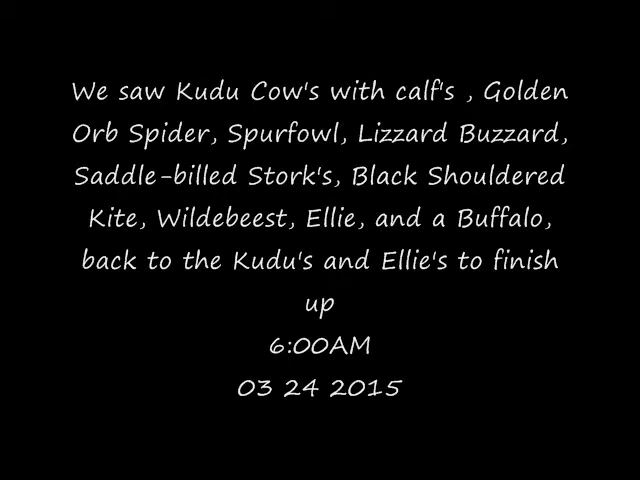 We saw Kudu Cow's with calf's , Golden
Orb Spider, Spurfowl, Lizzard Buzzard,
Saddle-billed Stork's, Black Shouldered
Kite, Wildebeest, Ellie, and a Buffalo,
back to the Kudu's and Ellie's to finish
up
6:00AM
03 24 2015